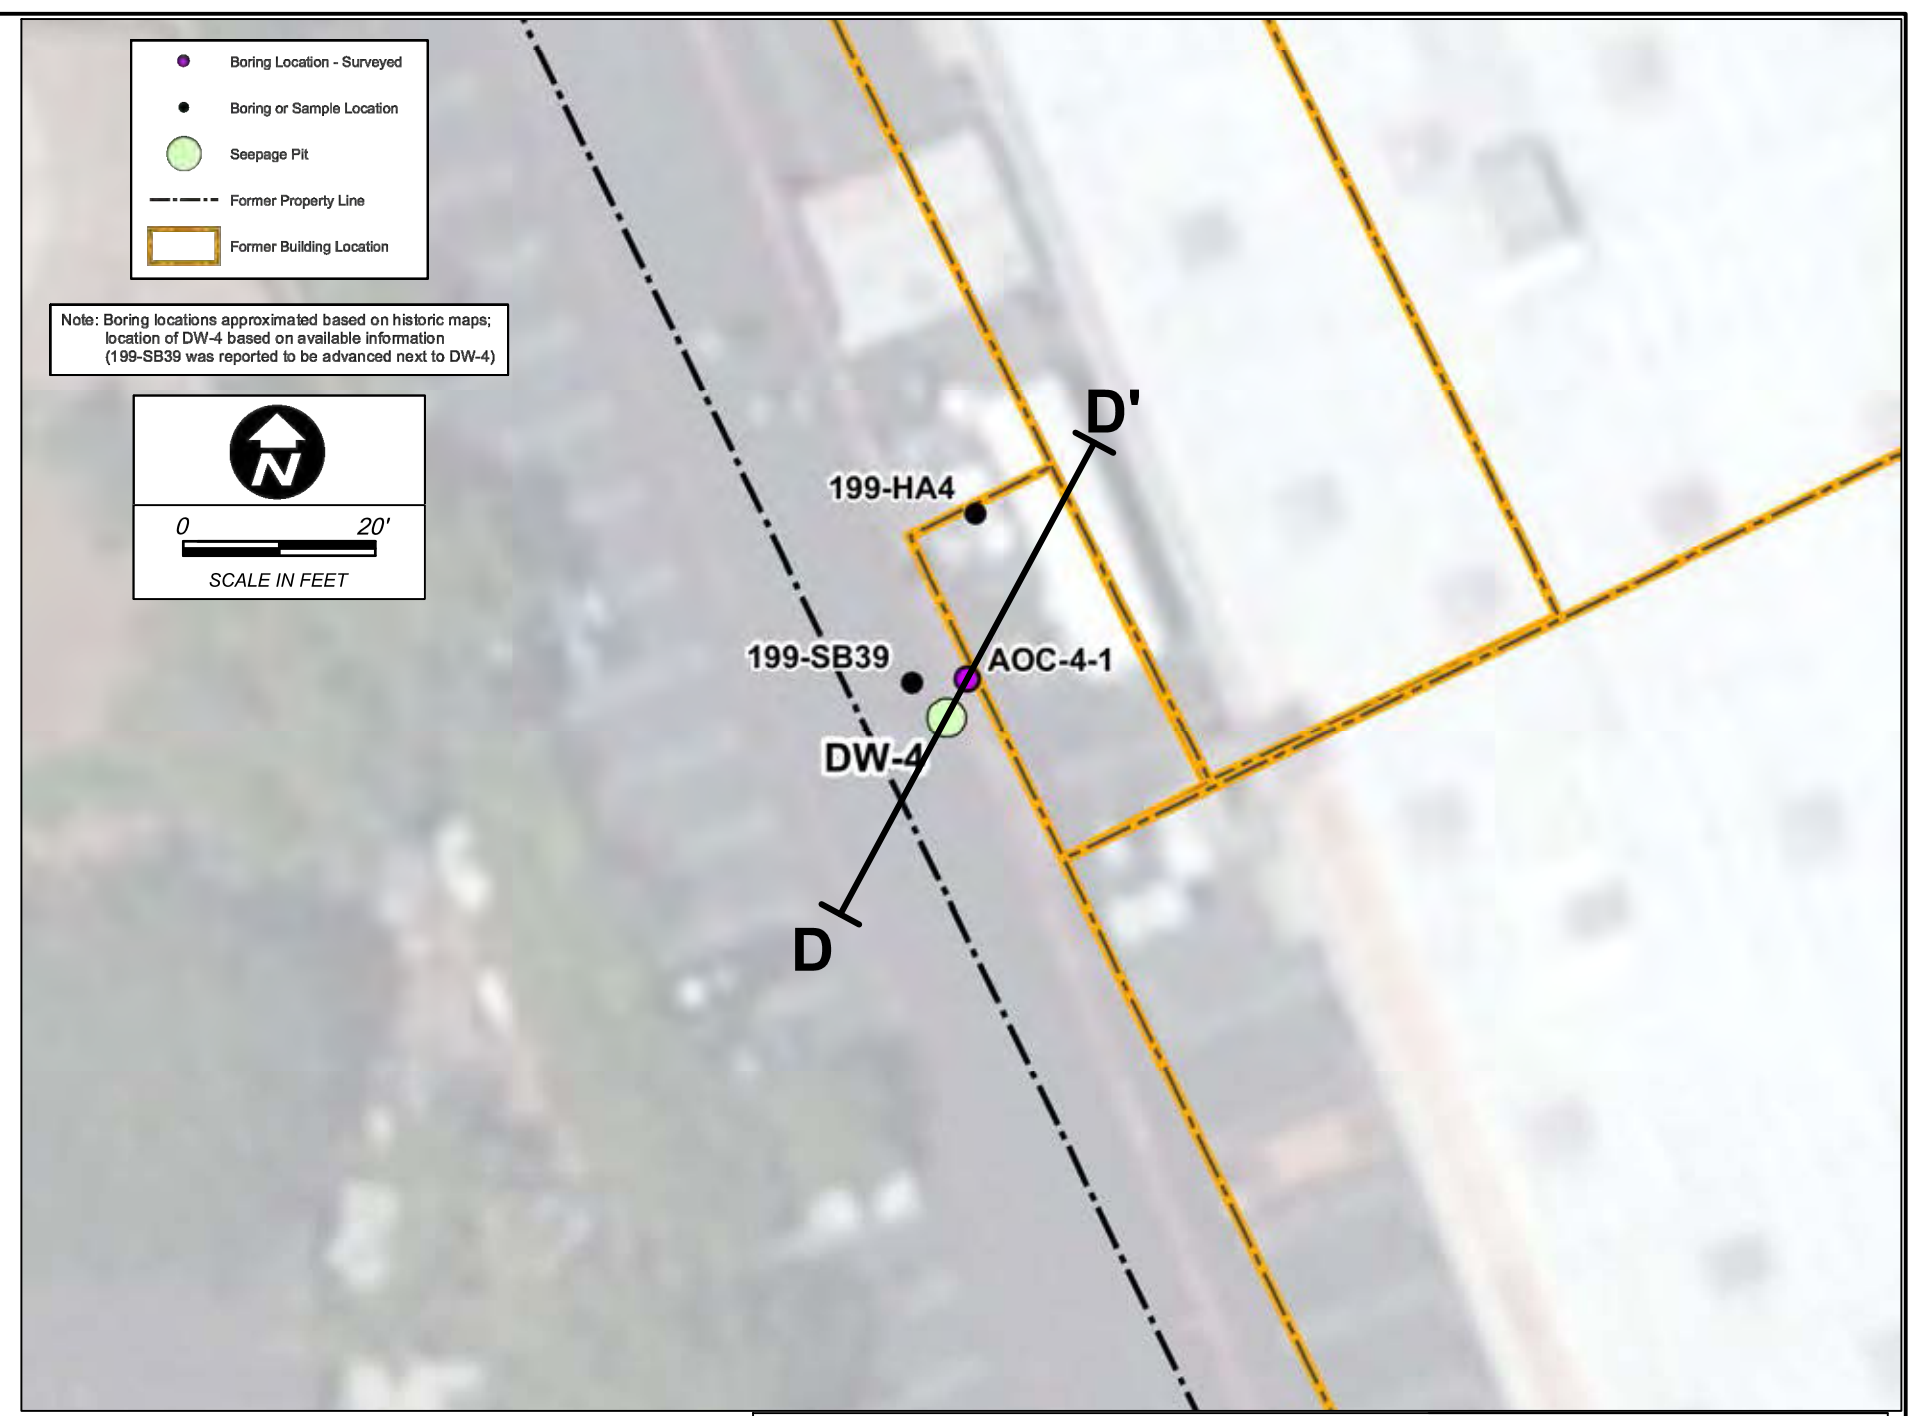 Boring Location - Surveyed
Boring or Sample Location
Seepage Pit
Former Property Line
Former Building Location
Note: Boring locations approximated based on historic maps;
location of DW-4 based on available information
(199-SB39 was reported to be advanced next to DW-4)
N
0 20'
SCALE IN FEET
D'
199-HA4
199-SB39
AOC-4-1
DW-4
D